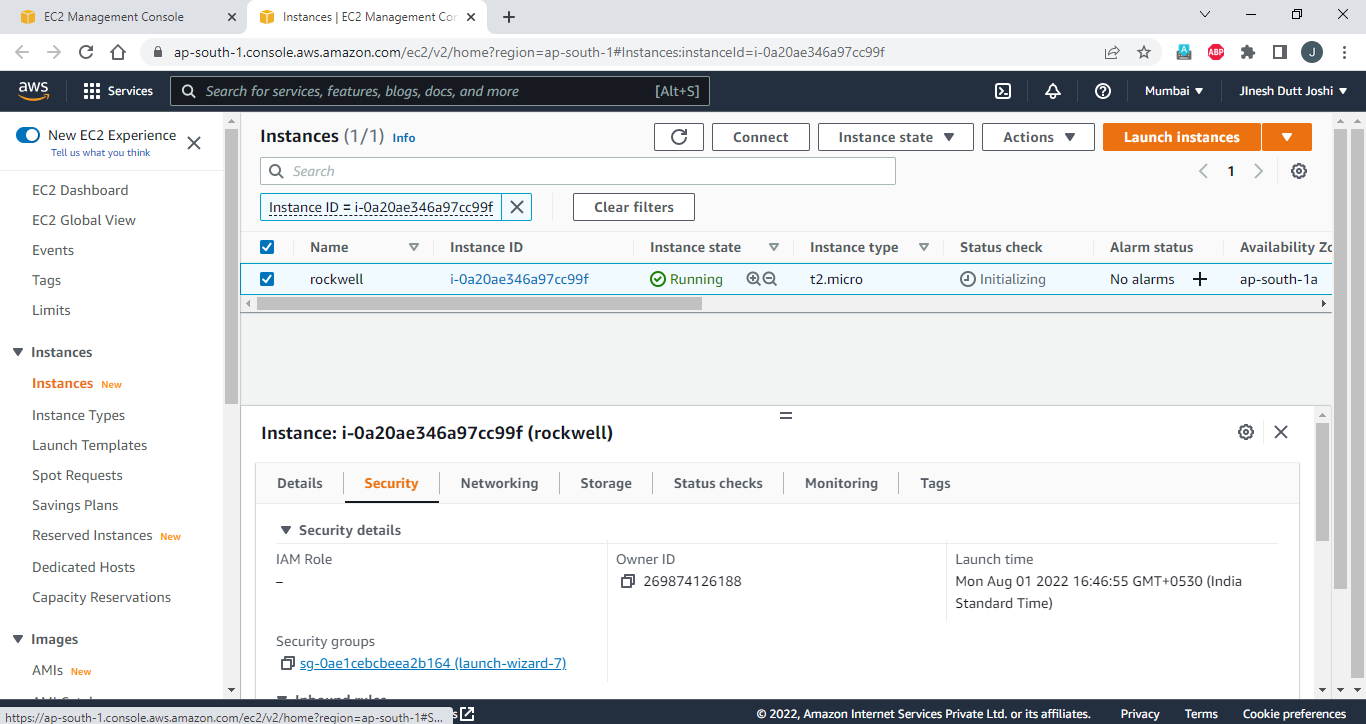 EC2 Management Console
Instances | EC2 Management Con
ap-south-1.console.aws.amazon.com/ec2/v2/home?region=ap-south-1#Instances:instanceId=i-0a20ae346a97cc99f
ABP
J
aws
Services
Search for services, features, blogs, docs, and more [Alt+S]
Mumbai
JInesh Dutt Joshi
New EC2 Experience
Tell us what you think
EC2 Dashboard
EC2 Global View
Events
Tags
Limits
Instances
Instances New
Instance Types
Launch Templates
Spot Requests
Savings Plans
Reserved Instances New
Dedicated Hosts
Capacity Reservations
Images
AMIs New
Instances (1/1) Info
Connect
Instance state
Actions
Launch instances
Search
1
Instance ID = i-0a20ae346a97cc99f
Clear filters
Name Instance ID Instance state Instance type Status check Alarm status Availability Zo
rockwell i-0a20ae346a97cc99f Running t2.micro Initializing No alarms ap-south-1a
Instance: i-0a20ae346a97cc99f (rockwell)
Details Security Networking Storage Status checks Monitoring Tags
Security details
IAM Role
–
Owner ID
269874126188
Launch time
Mon Aug 01 2022 16:46:55 GMT+0530 (India
Standard Time)
Security groups
sg-0ae1cebcbeea2b164 (launch-wizard-7)
Inbound rules
https://ap-south-1.console.aws.amazon.com/ec2/v2/home?region=ap-south-1#S...
© 2022, Amazon Internet Services Private Ltd. or its affiliates.
Privacy Terms Cookie preferences